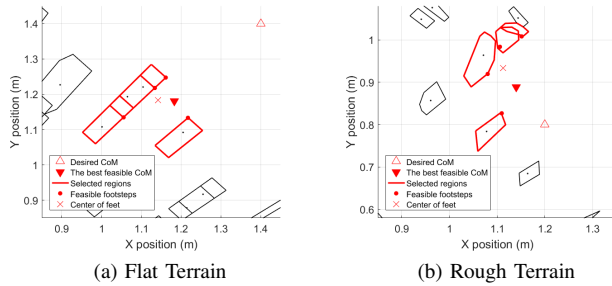 1.4
1.3
1.2
1.1
1
0.9
Y position (m)
Desired CoM
The best feasible CoM
Selected regions
Feasible footsteps
Center of feet
0.9 1 1.1 1.2 1.3 1.4
X position (m)
(a) Flat Terrain
1
0.9
0.8
0.7
0.6
Y position (m)
Desired CoM
The best feasible CoM
Selected regions
Feasible footsteps
Center of feet
0.9 1 1.1 1.2 1.3
X position (m)
(b) Rough Terrain